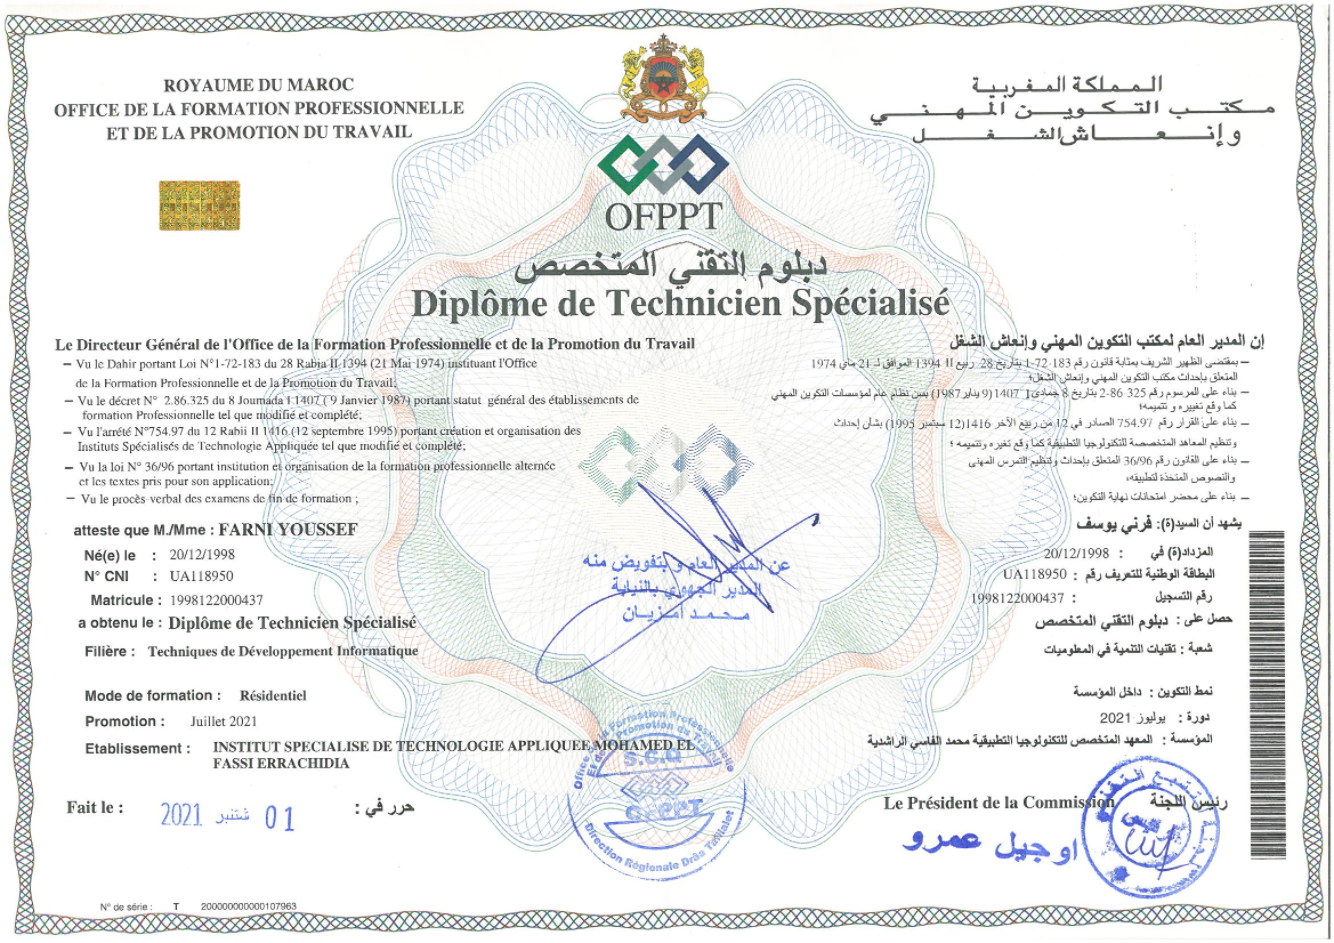 ROYAUME DU MAROC
OFFICE DE LA FORMATION PROFESSIONNELLE
ET DE LA PROMOTION DU TRAVAIL
المملكة المغربية
مكتب التكوين المهني
وإنعاش الشغل
OFPPT
دبلوم التقني المتخصص
Diplôme de Technicien Spécialisé
Le Directeur Général de l'Office de la Formation Professionnelle et de la Promotion du Travail
– Vu le Dahir portant Loi N°1-72-183 du 28 Rabia II 1394 (21 Mai 1974) instituant l'Office
de la Formation Professionnelle et de la Promotion du Travail;
– Vu le décret N° 2.86.325 du 8 Joumada I 1407 ( 9 Janvier 1987) portant statut général des établissements de
formation Professionnelle tel que modifié et complété;
– Vu l'arrété N°754.97 du 12 Rabii II 1416 (12 septembre 1995) portant création et organisation des
Instituts Spécialisés de Technologie Appliquée tel que modifié et complété;
– Vu la loi N° 36/96 portant institution et organisation de la formation professionnelle alternée
et les textes pris pour son application;
– Vu le procès-verbal des examens de fin de formation ;
إن المدير العام لمكتب التكوين المهني وإنعاش الشغل
– بمقتضى الظهير الشريف بمثابة قانون رقم 183-72-1 بتاريخ 28 ربيع II 1394 الموافق لـ 21 ماي 1974
المتعلق بإحداث مكتب التكوين المهني وإنعاش الشغل؛
– بناء على المرسوم رقم 325 86-2 بتاريخ 8 جمادى I 1407(9 يناير 1987) بسن نظام عام لمؤسسات التكوين المهني
كما وقع تغييره و تتميمه؛
– بناء على القرار رقم 754.97 الصادر في 12 من ربيع الأخر 1416(12 سبتمبر 1995) بشأن إحداث
وتنظيم المعاهد المتخصصة للتكنولوجيا التطبيقية كما وقع تغيره وتتميمه ؛
– بناء على القانون رقم 36/96 المتعلق بإحداث وتنظيم التمرس المهني
والنصوص المتخذة لتطبيقه،
– بناء على محضر امتحانات نهاية التكوين؛
atteste que M./Mme : FARNI YOUSSEF
يشهد أن السيد(ة): فرني يوسف
Né(e) le : 20/12/1998
المزداد(ة) في : 20/12/1998
N° CNI : UA118950
البطاقة الوطنية للتعريف رقم : UA118950
Matricule : 1998122000437
رقم التسجيل : 1998122000437
a obtenu le : Diplôme de Technicien Spécialisé
حصل على : دبلوم التقني المتخصص
Filière : Techniques de Développement Informatique
شعبة : تقنيات التنمية في المعلوميات
عن المدير العام و بتفويض منه
المدير الجهوي بالنيابة
محمد أمزيان
Mode de formation : Résidentiel
نمط التكوين : داخل المؤسسة
Promotion : Juillet 2021
دورة : يوليوز 2021
Etablissement : INSTITUT SPECIALISE DE TECHNOLOGIE APPLIQUEE MOHAMED EL
FASSI ERRACHIDIA
المؤسسة : المعهد المتخصص للتكنولوجيا التطبيقية محمد الفاسي الراشدية
Office de la Formation Professionnelle
Et de la Promotion du Travail
S.G.D
OFPPT
Direction Régionale Drâa Tafilalet
Fait le : 01 شتنبر 2021 حرر في :
Le Président de la Commission رئيس اللجنة
اوجيل عمرو
N° de série : T 200000000000107963